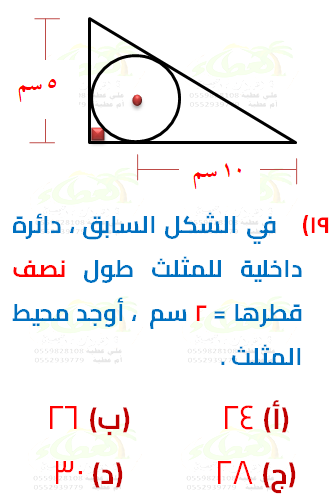 ٥ سم
١٠ سم
١٩) في الشكل السابق ، دائرة
داخلية للمثلث طول نصف
قطرها = ٢ سم ، أوجد محيط
المثلث .
(أ) ٢٤ (ب) ٢٦
(ج) ٢٨ (د) ٣٠